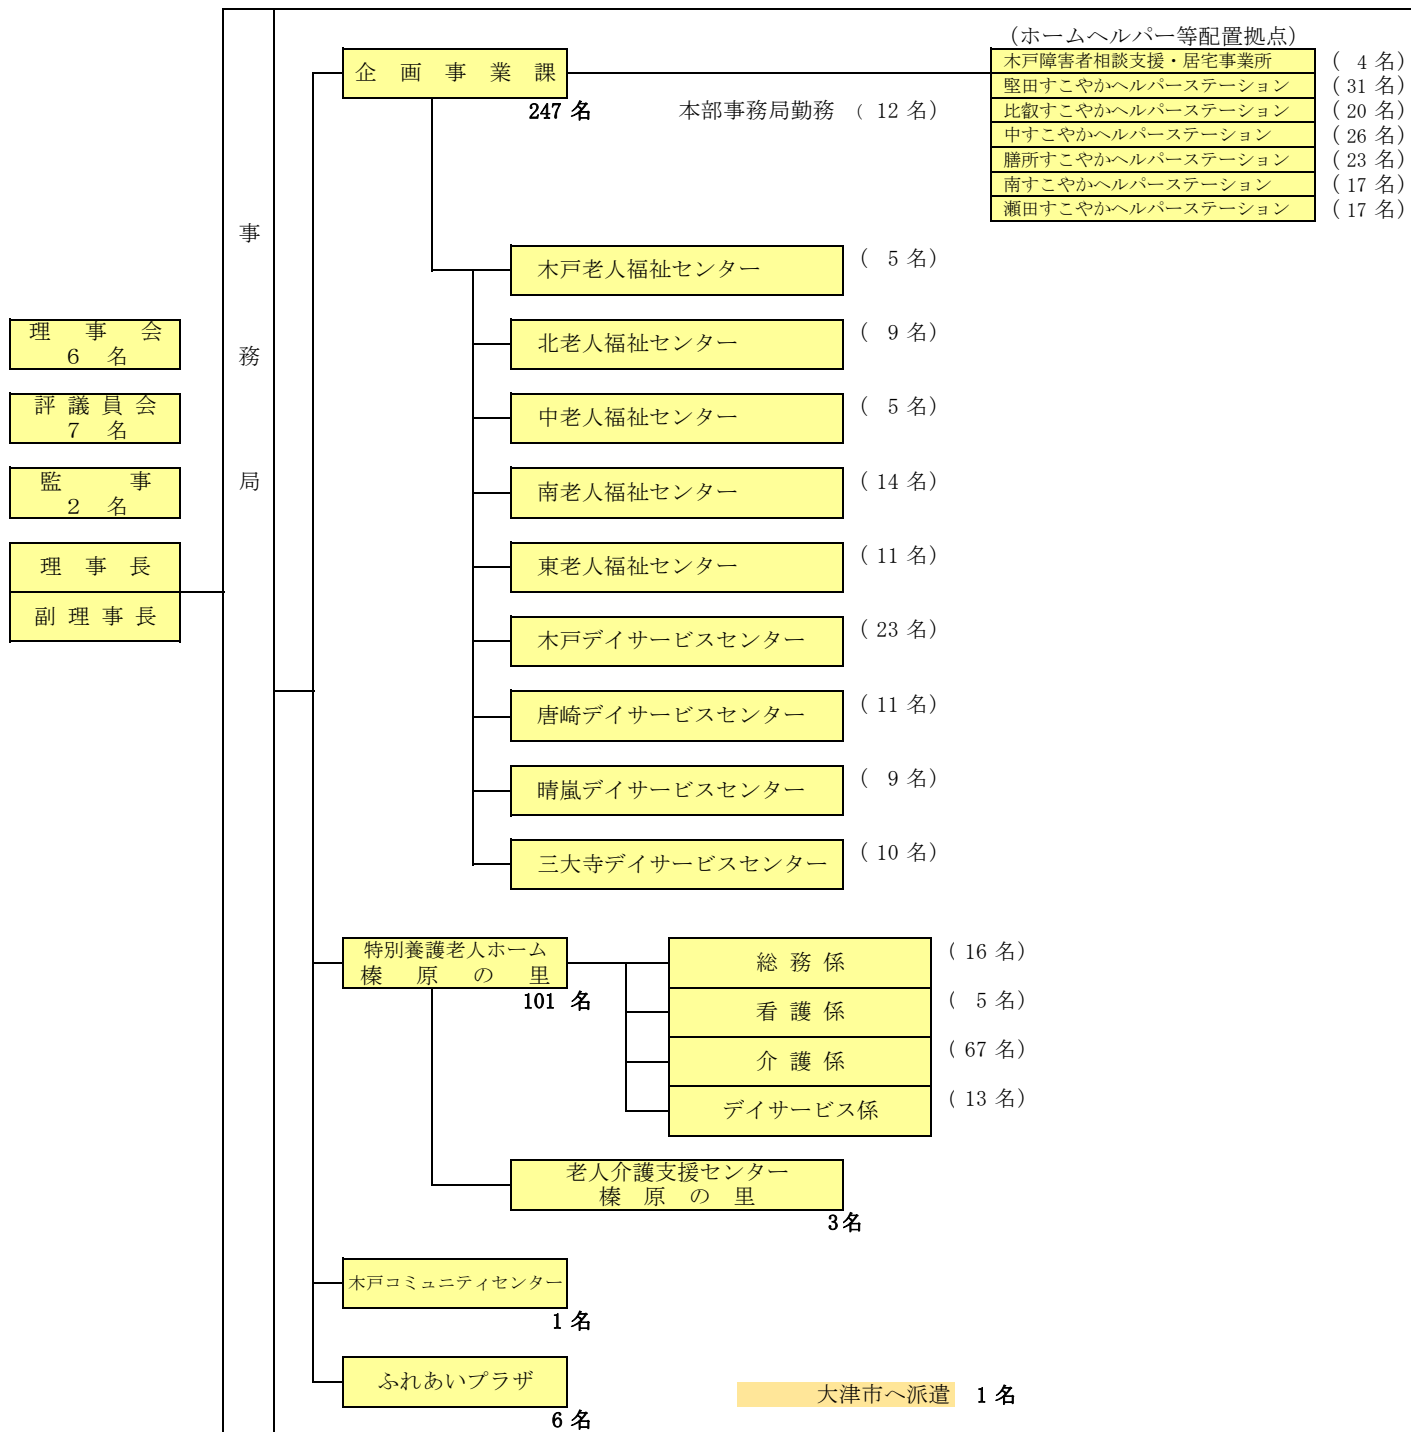 (ホームヘルパー等配置拠点)
企画事業課
247 名
本部事務局勤務 ( 12 名)
木戸障害者相談支援・居宅事業所 ( 4 名)
堅田すこやかヘルパーステーション ( 31 名)
比叡すこやかヘルパーステーション ( 20 名)
中すこやかヘルパーステーション ( 26 名)
膳所すこやかヘルパーステーション ( 23 名)
南すこやかヘルパーステーション ( 17 名)
瀬田すこやかヘルパーステーション ( 17 名)
事務局
理事会
6 名
評議員会
7 名
監事
2 名
理事長
副理事長
木戸老人福祉センター ( 5 名)
北老人福祉センター ( 9 名)
中老人福祉センター ( 5 名)
南老人福祉センター ( 14 名)
東老人福祉センター ( 11 名)
木戸デイサービスセンター ( 23 名)
唐崎デイサービスセンター ( 11 名)
晴嵐デイサービスセンター ( 9 名)
三大寺デイサービスセンター ( 10 名)
特別養護老人ホーム
榛原の里
101 名
総務係 ( 16 名)
看護係 ( 5 名)
介護係 ( 67 名)
デイサービス係 ( 13 名)
老人介護支援センター
榛原の里
3名
木戸コミュニティセンター
1 名
ふれあいプラザ
6 名
大津市へ派遣 1 名